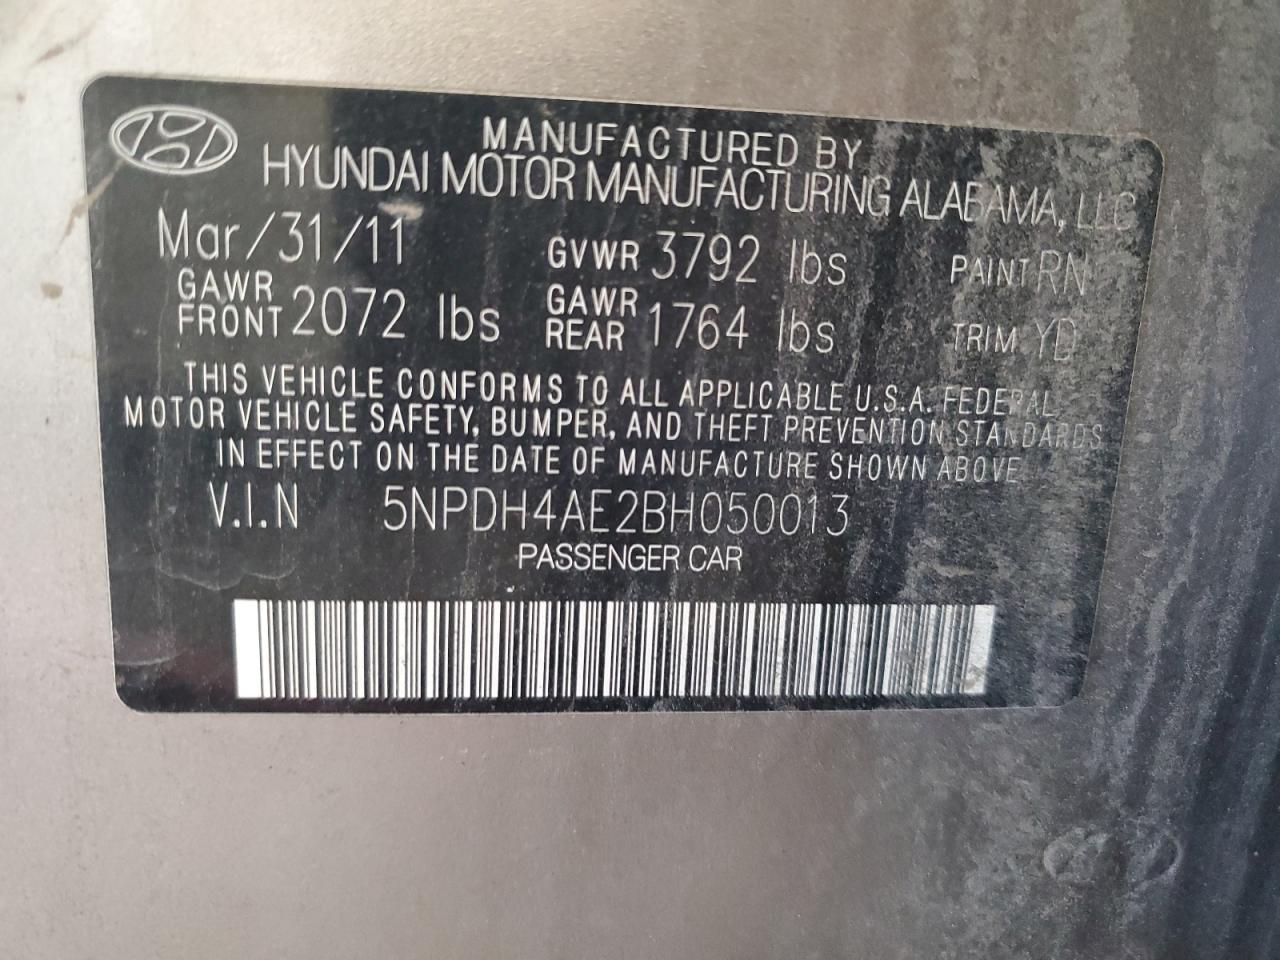 MANUFACTURED BY
HYUNDAI MOTOR MANUFACTURING ALABAMA, LLC
Mar/31/11 GVWR 3792 lbs PAINT RN
GAWR FRONT 2072 lbs GAWR REAR 1764 lbs TRIM YD
THIS VEHICLE CONFORMS TO ALL APPLICABLE U.S.A. FEDERAL
MOTOR VEHICLE SAFETY, BUMPER, AND THEFT PREVENTION STANDARDS
IN EFFECT ON THE DATE OF MANUFACTURE SHOWN ABOVE
V.I.N 5NPDH4AE2BH050013
PASSENGER CAR